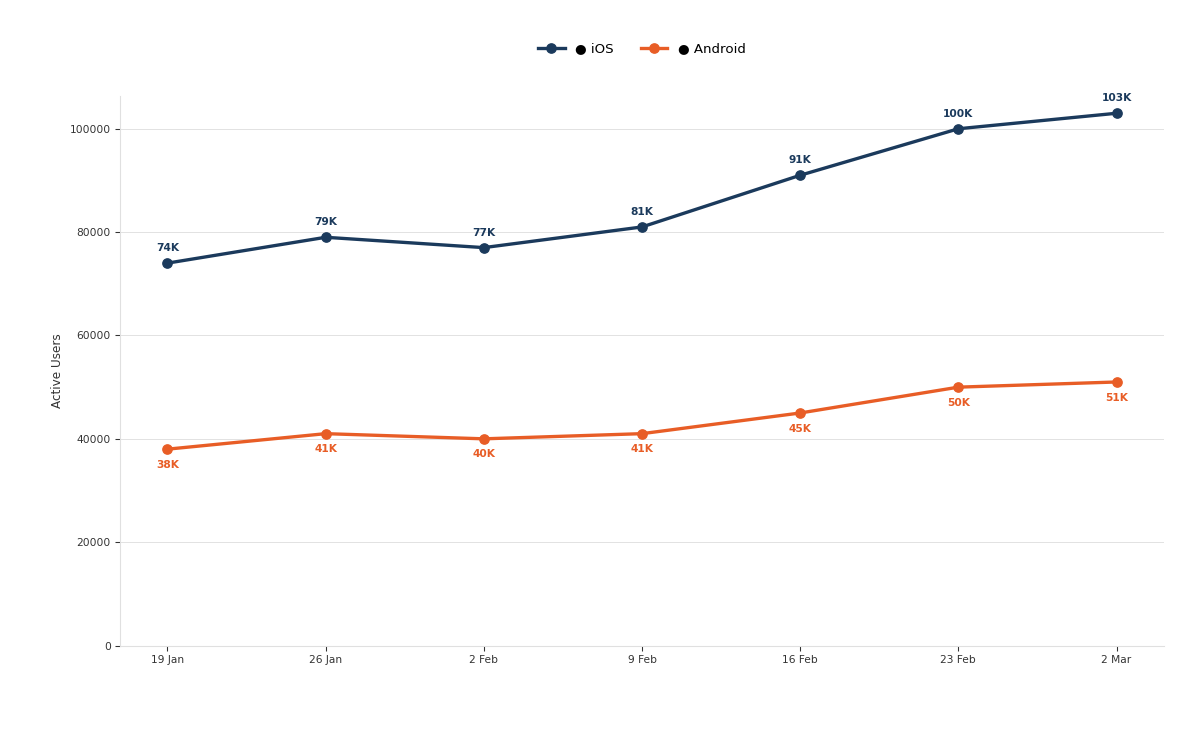 ● iOS ● Android
103K
100K
100000
91K
81K
79K
77K
80000
74K
60000
Active Users
51K
50K
45K
40000
41K
41K
40K
38K
20000
0
19 Jan 26 Jan 2 Feb 9 Feb 16 Feb 23 Feb 2 Mar